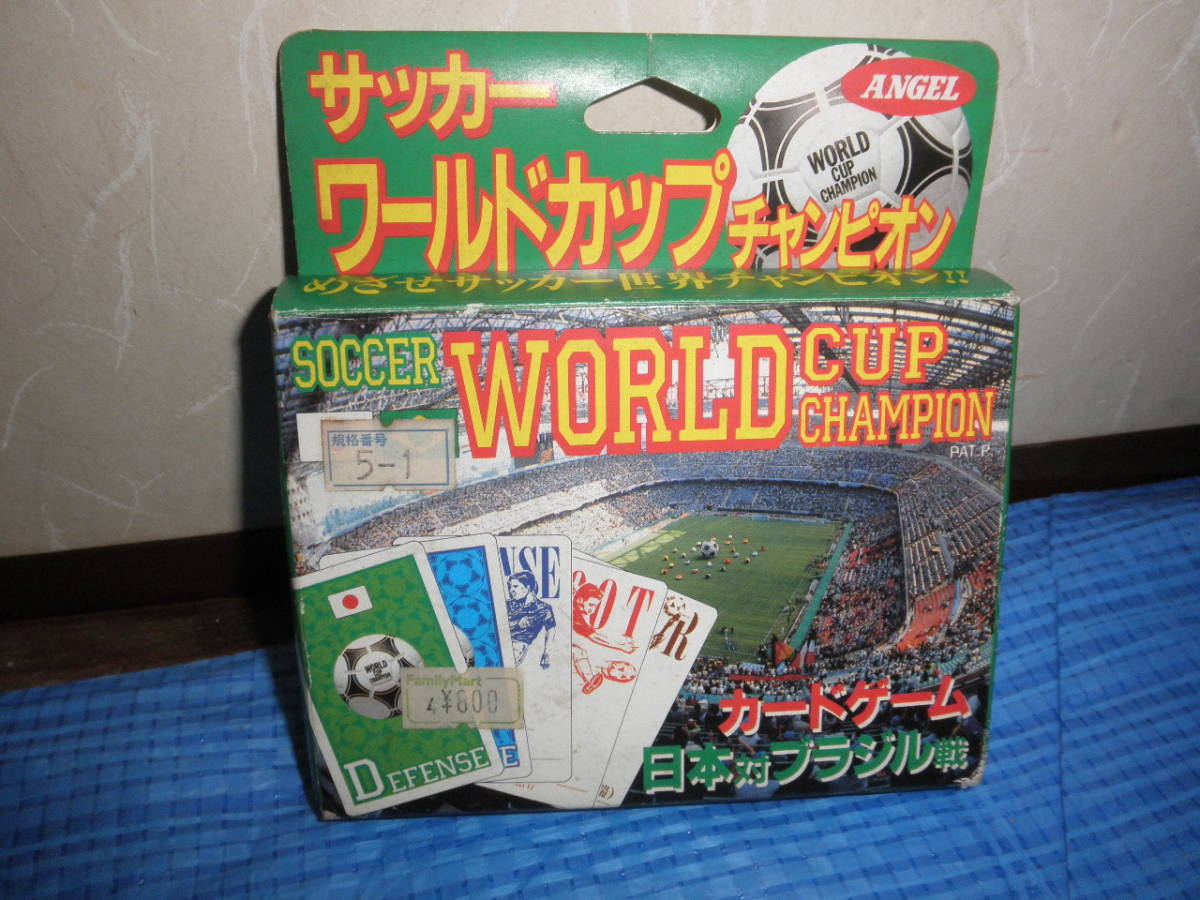 サッカー
ANGEL
WORLD
CUP
CHAMPION
ワールドカップ
チャンピオン
めざせサッカー世界チャンピオン!!
SOCCER WORLD CUP
CHAMPION
PAT.P.
規格番号
5-1
WORLD
CUP
CHAMPION
FamilyMart
¥800
DEFENSE
カードゲーム
日本対ブラジル戦